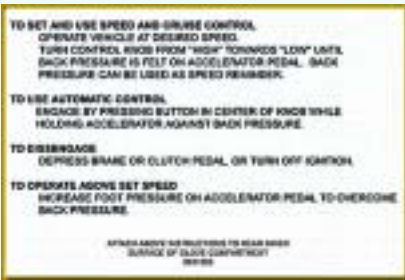 TO SET AND USE SPEED AND CRUISE CONTROL
OPERATE VEHICLE AT DESIRED SPEED.
TURN CONTROL KNOB FROM "HIGH" TOWARDS "LOW" UNTIL
BACK PRESSURE IS FELT ON ACCELERATOR PEDAL. BACK
PRESSURE CAN BE USED AS SPEED REMINDER.
TO USE AUTOMATIC CONTROL
ENGAGE BY PRESSING BUTTON IN CENTER OF KNOB WHILE
HOLDING ACCELERATOR AGAINST BACK PRESSURE.
TO DISENGAGE
DEPRESS BRAKE OR CLUTCH PEDAL, OR TURN OFF IGNITION.
TO OPERATE ABOVE SET SPEED
INCREASE FOOT PRESSURE ON ACCELERATOR PEDAL TO OVERCOME
BACK PRESSURE.
ATTACH ABOVE INSTRUCTIONS TO REAR INNER
SURFACE OF GLOVE COMPARTMENT